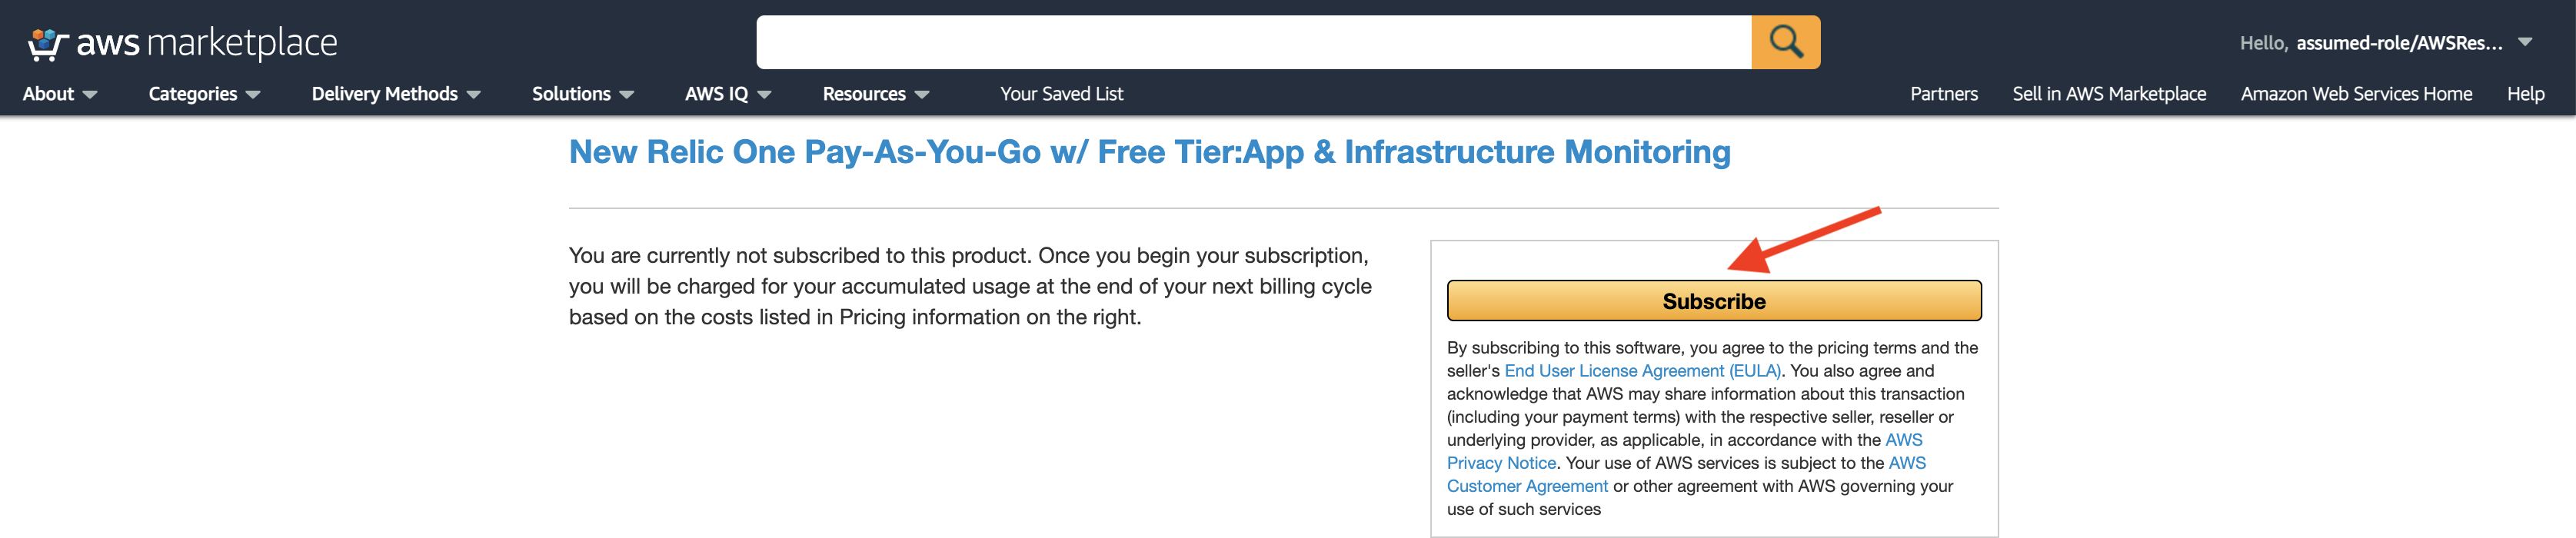 aws marketplace
Hello, assumed-role/AWSRes...
About Categories Delivery Methods Solutions AWS IQ Resources Your Saved List Partners Sell in AWS Marketplace Amazon Web Services Home Help
New Relic One Pay-As-You-Go w/ Free Tier:App & Infrastructure Monitoring
You are currently not subscribed to this product. Once you begin your subscription,
you will be charged for your accumulated usage at the end of your next billing cycle
based on the costs listed in Pricing information on the right.
Subscribe
By subscribing to this software, you agree to the pricing terms and the
seller's End User License Agreement (EULA). You also agree and
acknowledge that AWS may share information about this transaction
(including your payment terms) with the respective seller, reseller or
underlying provider, as applicable, in accordance with the AWS
Privacy Notice. Your use of AWS services is subject to the AWS
Customer Agreement or other agreement with AWS governing your
use of such services